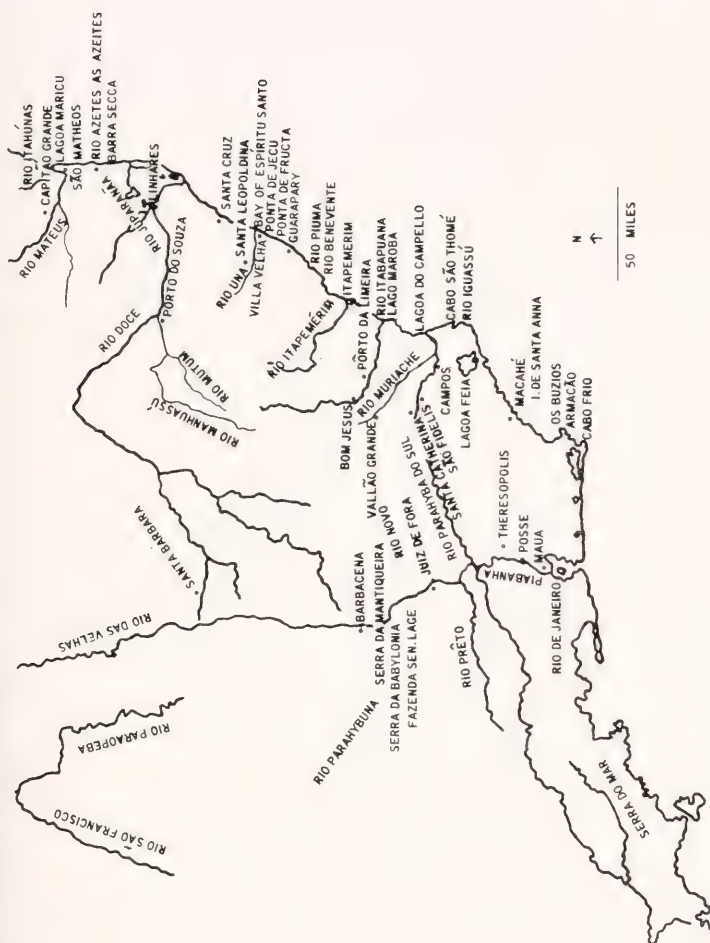 RIO ITAHÚNAS
CAPITÃO GRANDE
LAGOA MARICU
SÃO MATHEOS
RIO AZETES AS AZEITES
BARRA SECCA
RIO MATEUS
RIO JUPARANÃA
LINHARES
RIO DOCE
PORTO DO SOUZA
SANTA CRUZ
SANTA LEOPOLDINA
RIO UNA
BAY OF ESPÍRITU SANTO
VILLA VELHA
PONTA DE JECU
PONTA DE FRUCTA
GUARAPARY
RIO MUTUM
RIO MANHUASSÚ
RIO PIUMA
RIO BENEVENTE
ITAPEMERIM
RIO ITAPEMÉRIM
PÔRTO DA LIMEIRA
RIO ITABAPUANA
LAGO MAROBA
LAGOA DO CAMPELLO
BOM JESUS
RIO MURIACHE
CABO SÃO THOMÉ
RIO IGUASSÚ
VALLÃO GRANDE
CAMPOS
LAGOA FEIA
SÃO FIDELIS
SANTA CATHERINA
RIO PARAHYBA DO SUL
MACAHÉ
I. DE SANTA ANNA
OS BUZIOS
ARMACÃO
CABO FRIO
RIO NOVO
JUIZ DE FORA
THERESOPOLIS
POSSE
MAUA
PIABANHA
RIO DE JANEIRO
SANTA BARBARA
RIO DAS VELHAS
BARBACENA
SERRA DA MANTIQUEIRA
SERRA DA BABYLONIA
FAZENDA SEN. LAGE
RIO PARAHYBUNA
RIO PRÊTO
RIO PARAOPEBA
RIO SÃO FRANCISCO
SERRA DO MAR
N
50 MILES